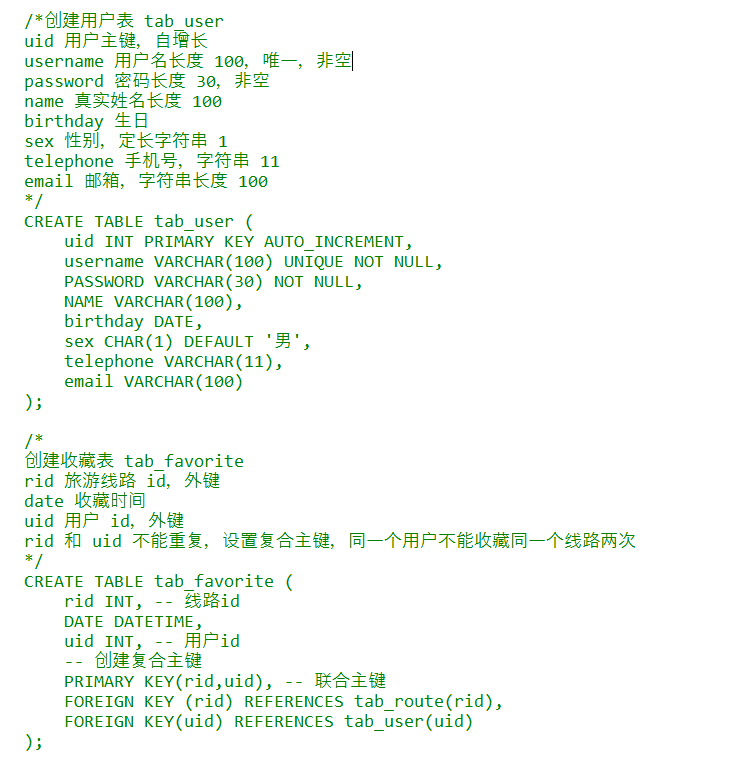 /*创建用户表 tab_user
uid 用户主键, 自增长
username 用户名长度 100, 唯一, 非空
password 密码长度 30, 非空
name 真实姓名长度 100
birthday 生日
sex 性别, 定长字符串 1
telephone 手机号, 字符串 11
email 邮箱, 字符串长度 100
*/
CREATE TABLE tab_user (
    uid INT PRIMARY KEY AUTO_INCREMENT,
    username VARCHAR(100) UNIQUE NOT NULL,
    PASSWORD VARCHAR(30) NOT NULL,
    NAME VARCHAR(100),
    birthday DATE,
    sex CHAR(1) DEFAULT '男',
    telephone VARCHAR(11),
    email VARCHAR(100)
);
/*
创建收藏表 tab_favorite
rid 旅游线路 id, 外键
date 收藏时间
uid 用户 id, 外键
rid 和 uid 不能重复, 设置复合主键, 同一个用户不能收藏同一个线路两次
*/
CREATE TABLE tab_favorite (
    rid INT, -- 线路id
    DATE DATETIME,
    uid INT, -- 用户id
    -- 创建复合主键
    PRIMARY KEY(rid,uid), -- 联合主键
    FOREIGN KEY (rid) REFERENCES tab_route(rid),
    FOREIGN KEY(uid) REFERENCES tab_user(uid)
);